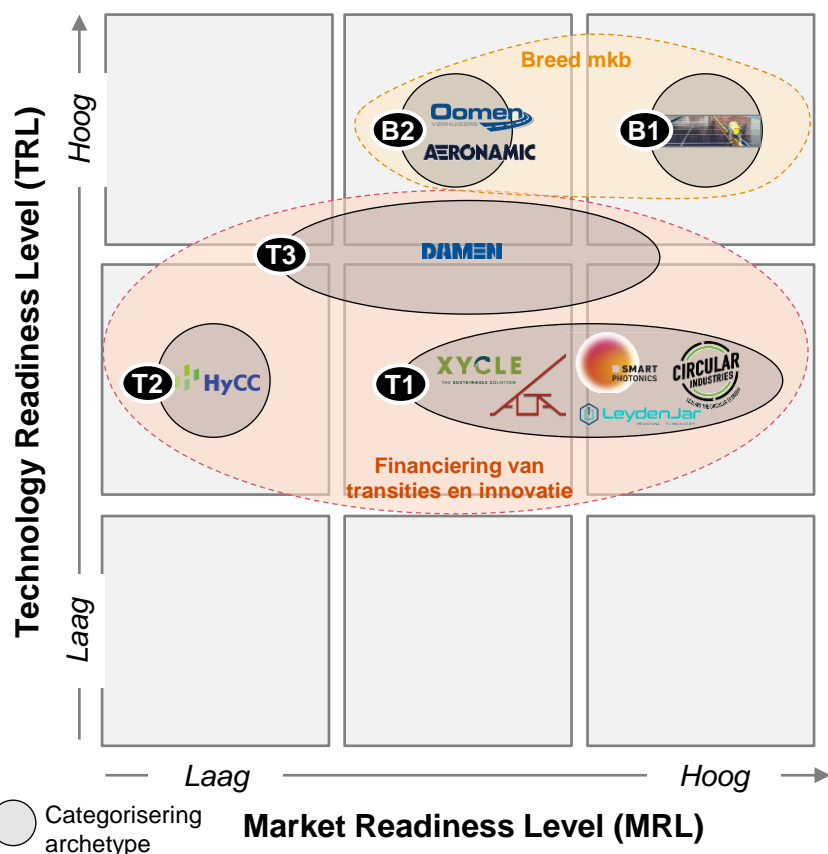 Technology Readiness Level (TRL)
Hoog
Laag
Breed mkb
B2
Oomen
VERHUIZERS
AERONAMIC
B1
T3
DAMEN
T2
HyCC
T1
XYCLE
THE SUSTAINABLE SOLUTION
SMART
PHOTONICS
CIRCULAR
INDUSTRIES
LeydenJar
Financiering van
transities en innovatie
Laag
Hoog
Categorisering
archetype
Market Readiness Level (MRL)